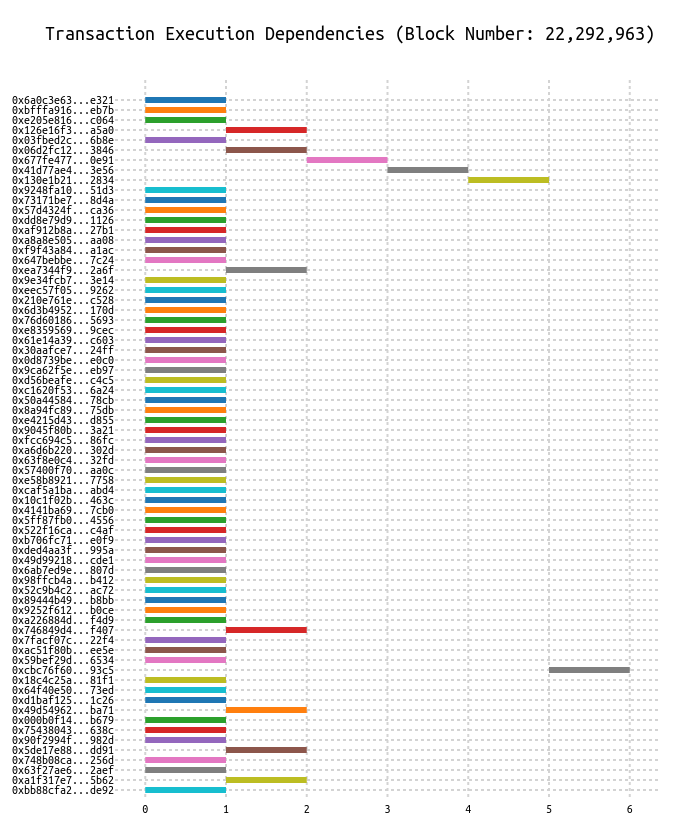 Transaction Execution Dependencies (Block Number: 22,292,963)
0x6a0c3e63...e321
0xbfffa916...eb7b
0xe205e816...c064
0x126e16f3...a5a0
0x03fbed2c...6b8e
0x06d2fc12...3846
0x677fe477...0e91
0x41d77ae4...3e56
0x130e1b21...2834
0x9248fa10...51d3
0x73171be7...8d4a
0x57d4324f...ca36
0xdd8e79d9...1126
0xaf912b8a...27b1
0xa8a8e505...aa08
0xf9f43a84...a1ac
0x647bebbe...7c24
0xea7344f9...2a6f
0x9e34fcb7...3e14
0xeec57f05...9262
0x210e761e...c528
0x6d3b4952...170d
0x76d60186...5693
0xe8359569...9cec
0x61e14a39...c603
0x30aafce7...24ff
0x0d8739be...e0c0
0x9ca62f5e...eb97
0xd56beafe...c4c5
0xc1620f53...6a24
0x50a44584...78cb
0x8a94fc89...75db
0xe4215d43...d855
0x9045f80b...3a21
0xfcc694c5...86fc
0xa6d6b220...302d
0x63f8e0c4...32fd
0x57400f70...aa0c
0xe58b8921...7758
0xcaf5a1ba...abd4
0x10c1f02b...463c
0x4141ba69...7cb0
0x5ff87fb0...4556
0x522f16ca...c4af
0xb706fc71...e0f9
0xded4aa3f...995a
0x49d99218...cde1
0x6ab7ed9e...807d
0x98ffcb4a...b412
0x52c9b4c2...ac72
0x89444b49...b8bb
0x9252f612...b0ce
0xa226884d...f4d9
0x746849d4...f407
0x7facf07c...22f4
0xac51f80b...ee5e
0x59bef29d...6534
0xcbc76f60...93c5
0x18c4c25a...81f1
0x64f40e50...73ed
0xd1baf125...1c26
0x49d54962...ba71
0x000b0f14...b679
0x75438043...638c
0x90f2994f...982d
0x5de17e88...dd91
0x748b08ca...256d
0x63f27ae6...2aef
0xa1f317e7...5b62
0xbb88cfa2...de92
0 1 2 3 4 5 6